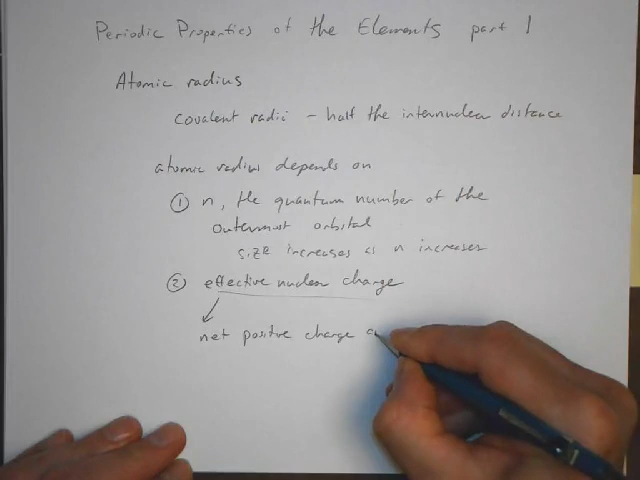 Periodic Properties of the Elements part 1
Atomic radius
covalent radii - half the internuclear distance
atomic radius depends on
① n, the quantum number of the
outermost orbital
size increases as n increases
② effective nuclear charge
net positve charge